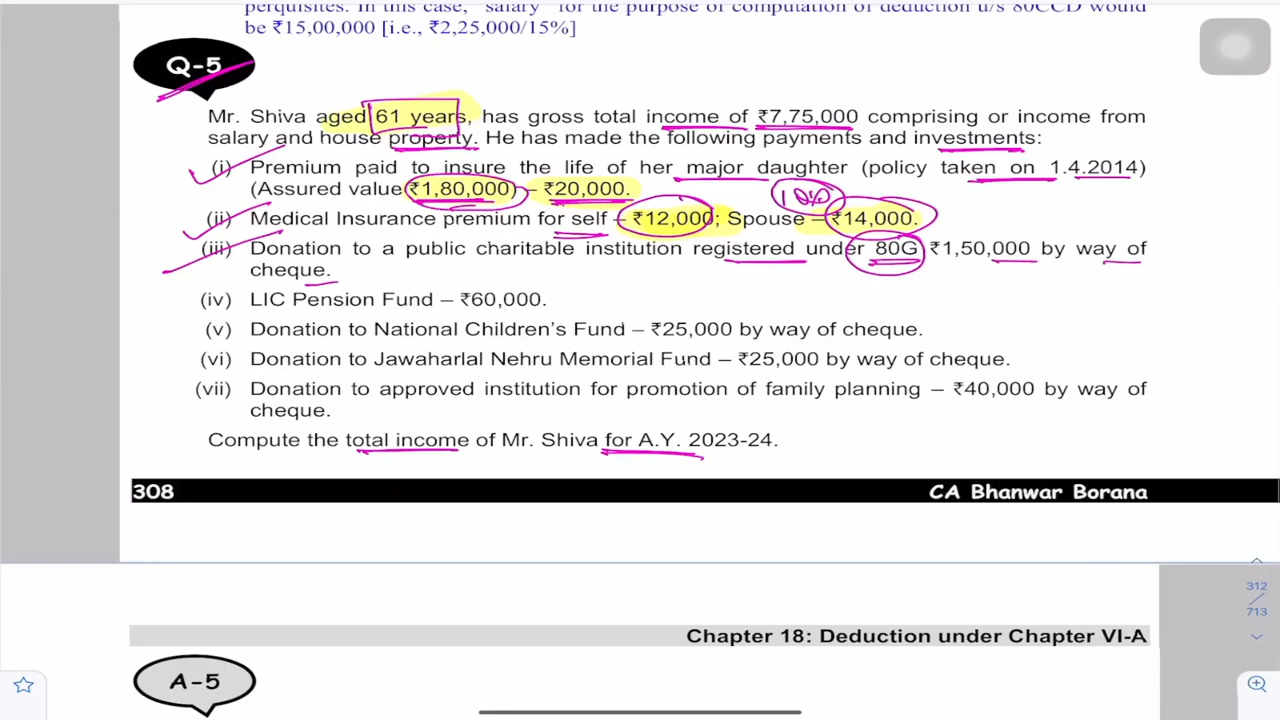 perquisites. In this case, "salary" for the purpose of computation of deduction u/s 80CCD would
be ₹15,00,000 [i.e., ₹2,25,000/15%]
Q-5
Mr. Shiva aged 61 years, has gross total income of ₹7,75,000 comprising or income from
salary and house property. He has made the following payments and investments:
(i) Premium paid to insure the life of her major daughter (policy taken on 1.4.2014)
(Assured value ₹1,80,000) – ₹20,000.
(ii) Medical Insurance premium for self – ₹12,000; Spouse – ₹14,000.
(iii) Donation to a public charitable institution registered under 80G ₹1,50,000 by way of
cheque.
(iv) LIC Pension Fund – ₹60,000.
(v) Donation to National Children's Fund – ₹25,000 by way of cheque.
(vi) Donation to Jawaharlal Nehru Memorial Fund – ₹25,000 by way of cheque.
(vii) Donation to approved institution for promotion of family planning – ₹40,000 by way of
cheque.
Compute the total income of Mr. Shiva for A.Y. 2023-24.
308 CA Bhanwar Borana
312
713
Chapter 18: Deduction under Chapter VI-A
A-5